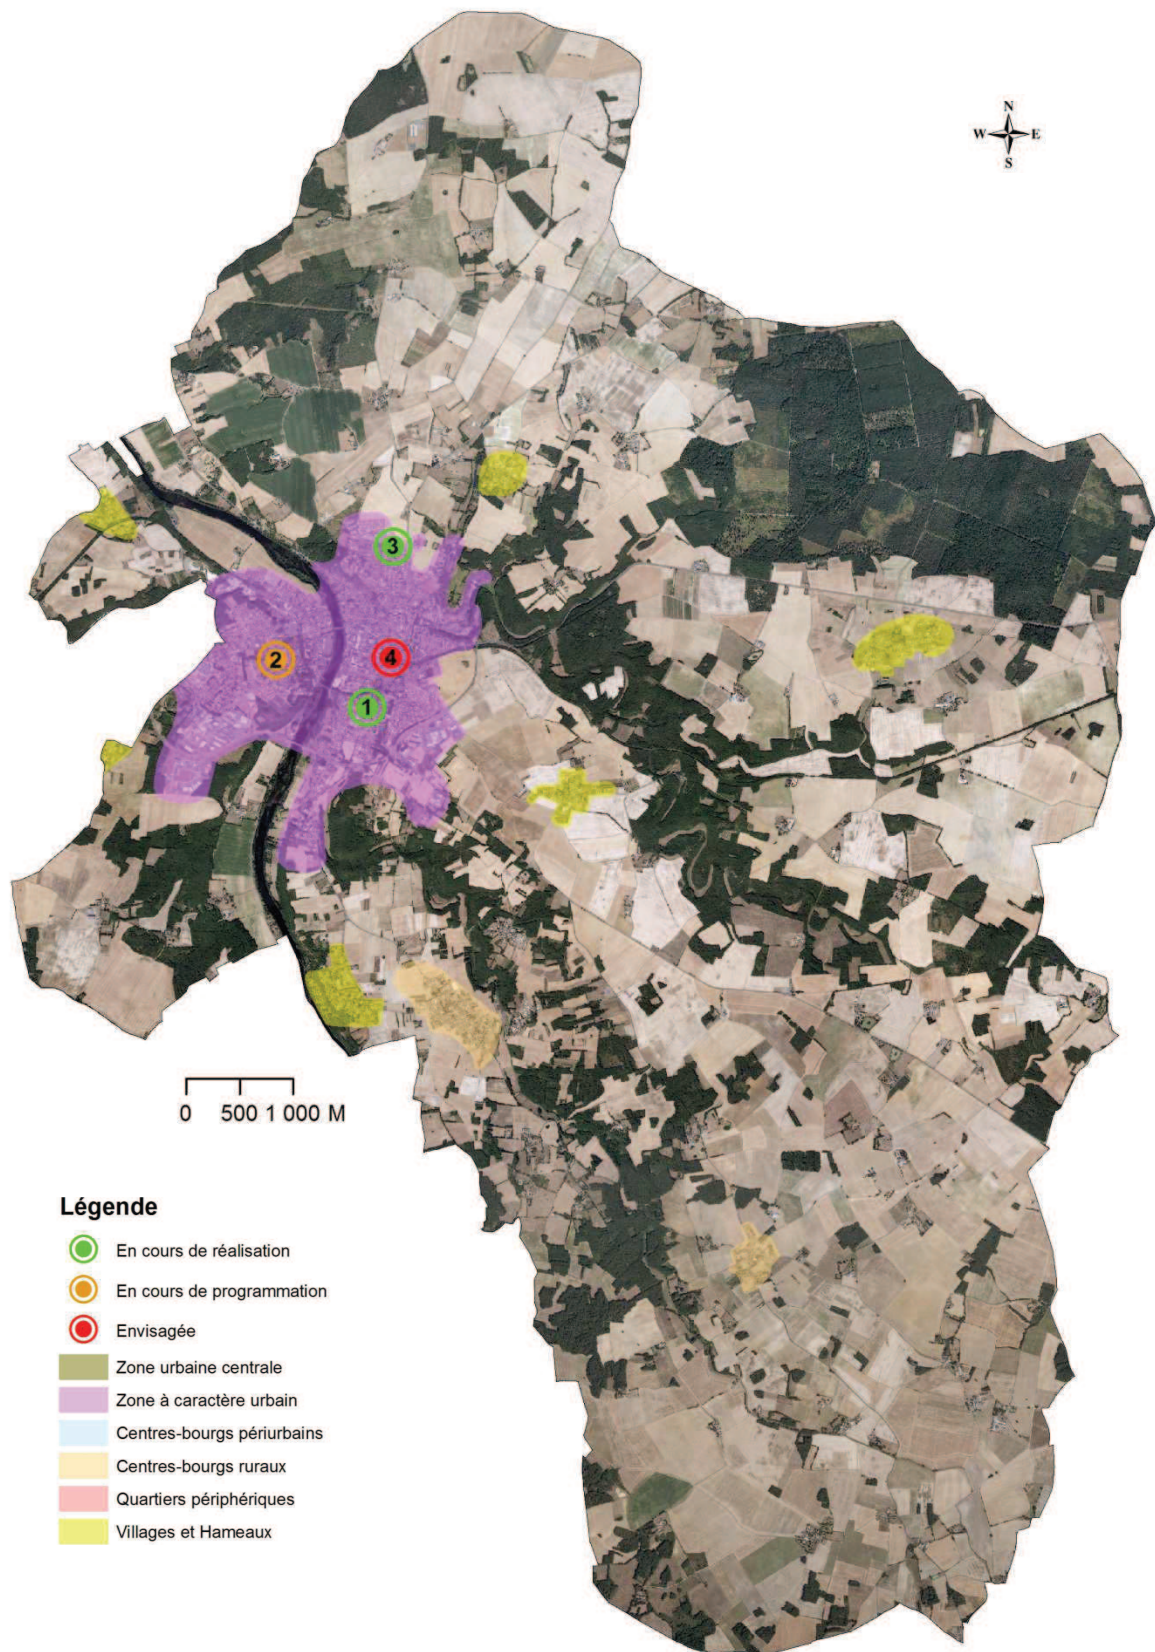 N
W E
S
3
2
4
1
0 500 1 000 M
Légende
En cours de réalisation
En cours de programmation
Envisagée
Zone urbaine centrale
Zone à caractère urbain
Centres-bourgs périurbains
Centres-bourgs ruraux
Quartiers périphériques
Villages et Hameaux